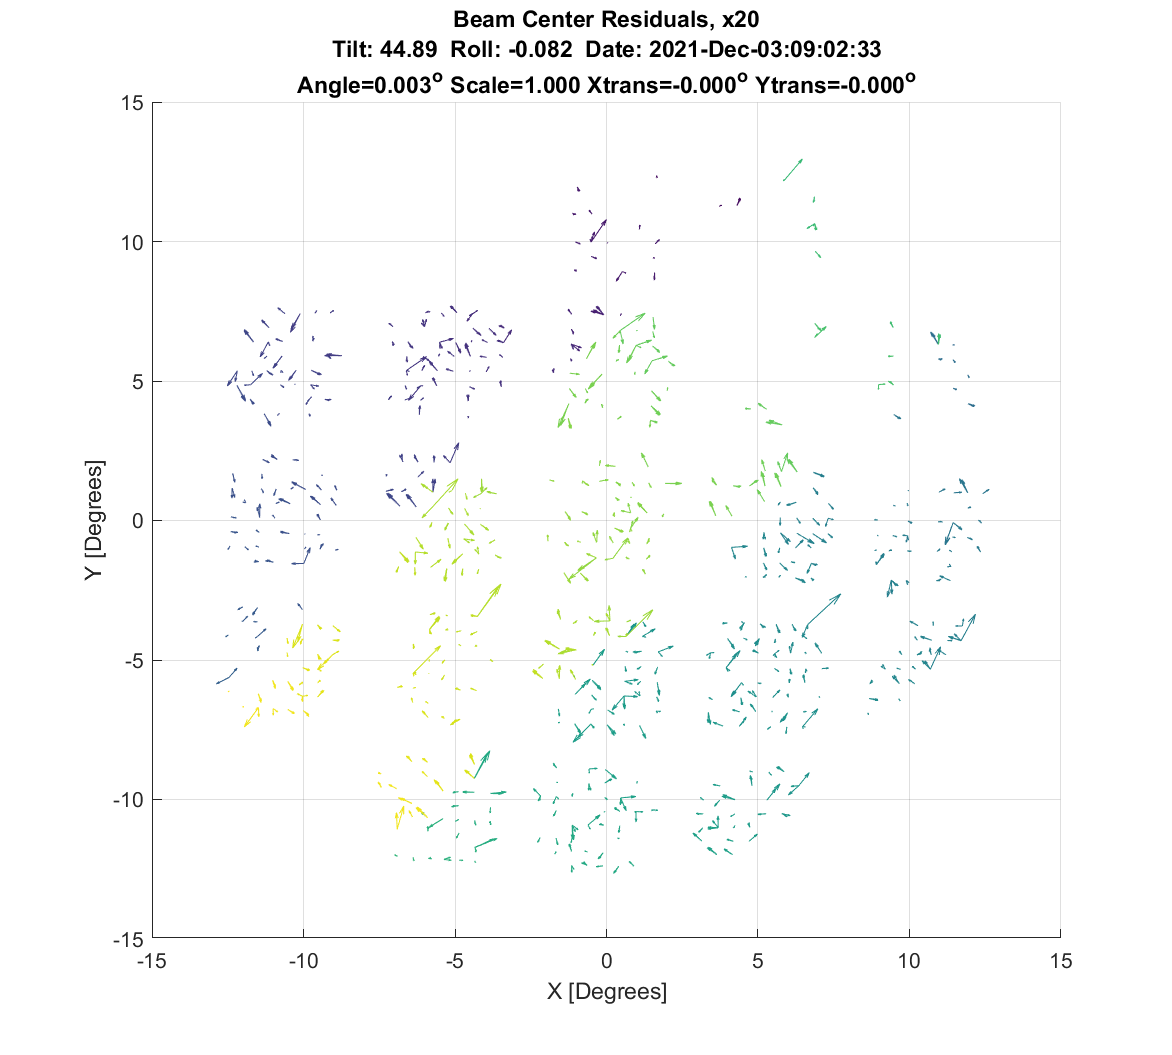 Beam Center Residuals, x20
Tilt: 44.89  Roll: -0.082  Date: 2021-Dec-03:09:02:33
Angle=0.003° Scale=1.000 Xtrans=-0.000° Ytrans=-0.000°
15
10
5
0
-5
-10
-15
Y [Degrees]
-15 -10 -5 0 5 10 15
X [Degrees]